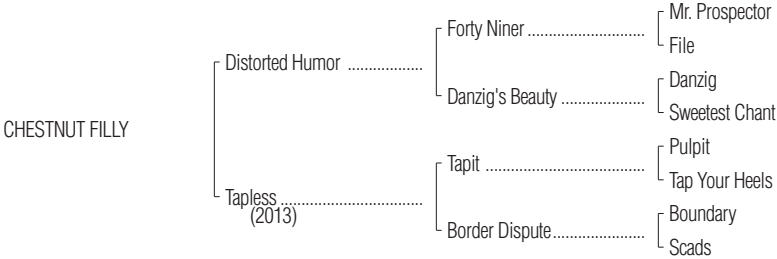 Mr. Prospector
Forty Niner ..............................
File
Distorted Humor ...................
Danzig
Danzig's Beauty .....................
Sweetest Chant
CHESTNUT FILLY
Pulpit
Tapit ........................................
Tap Your Heels
Tapless ....................................
(2013)
Boundary
Border Dispute.......................
Scads